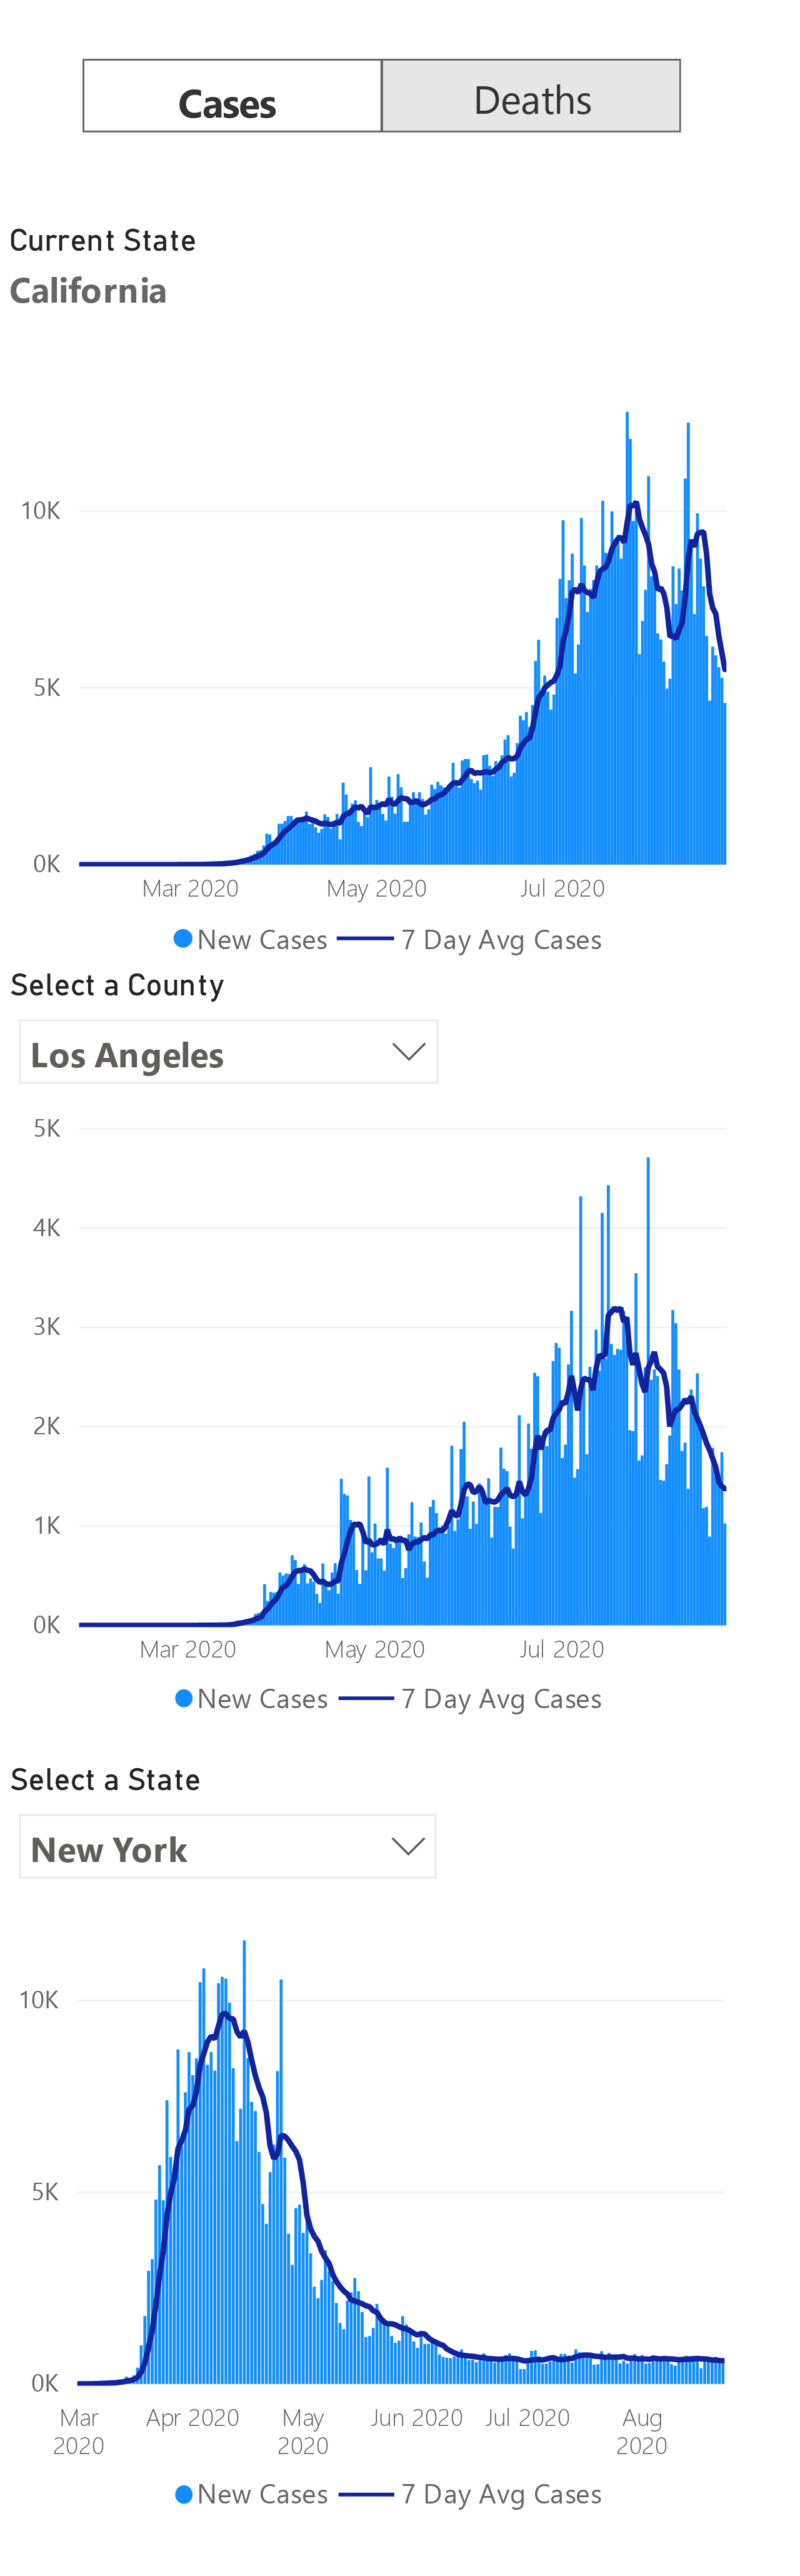 Cases Deaths
Current State
California
10K
5K
0K
Mar 2020 May 2020 Jul 2020
New Cases 7 Day Avg Cases
Select a County
Los Angeles
5K
4K
3K
2K
1K
0K
Mar 2020 May 2020 Jul 2020
New Cases 7 Day Avg Cases
Select a State
New York
10K
5K
0K
Mar 2020 Apr 2020 May 2020 Jun 2020 Jul 2020 Aug 2020
New Cases 7 Day Avg Cases